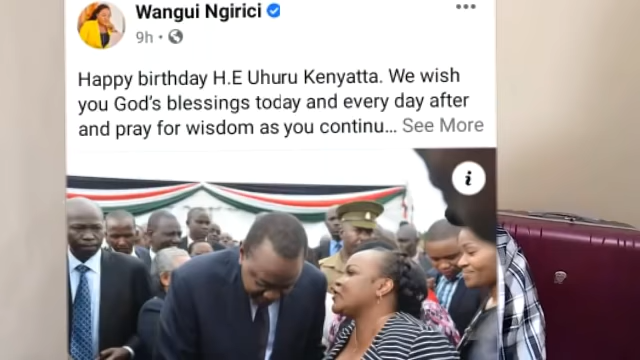 Wangui Ngirici
9h
Happy birthday H.E Uhuru Kenyatta. We wish
you God's blessings today and every day after
and pray for wisdom as you continu... See More